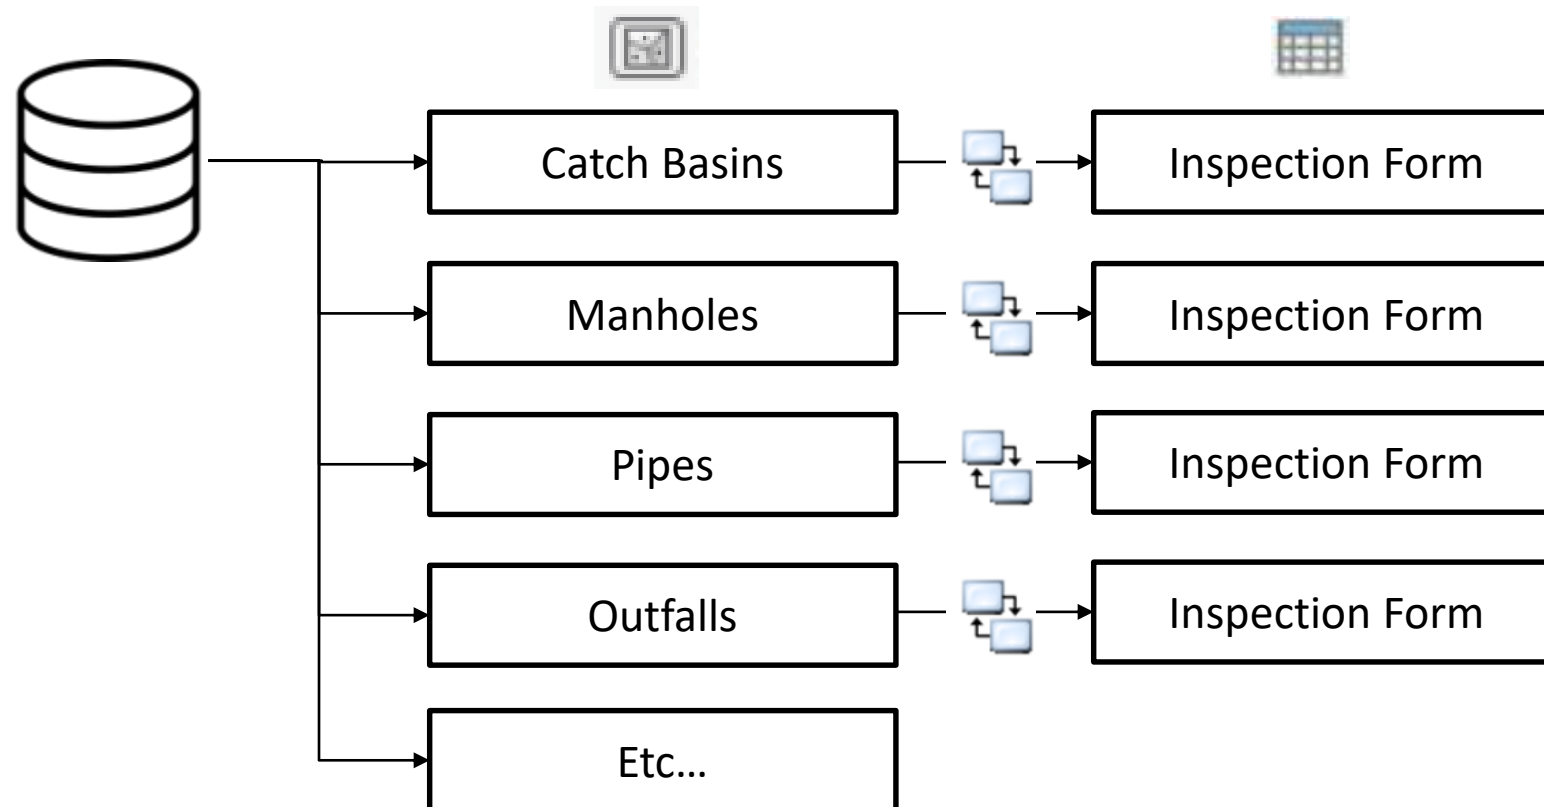 Catch Basins
Inspection Form
Manholes
Inspection Form
Pipes
Inspection Form
Outfalls
Inspection Form
Etc...